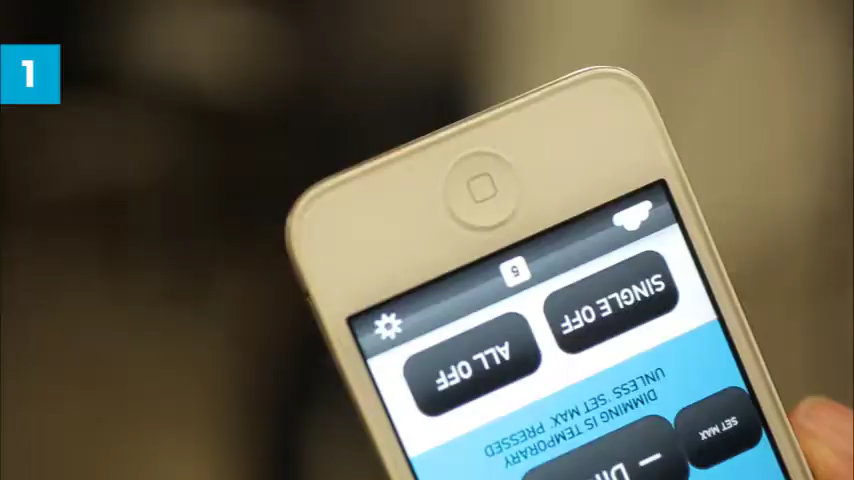 1
5
SINGLE OFF
ALL OFF
DIMMING IS TEMPORARY
UNLESS 'SET MAX' PRESSED
SET MAX